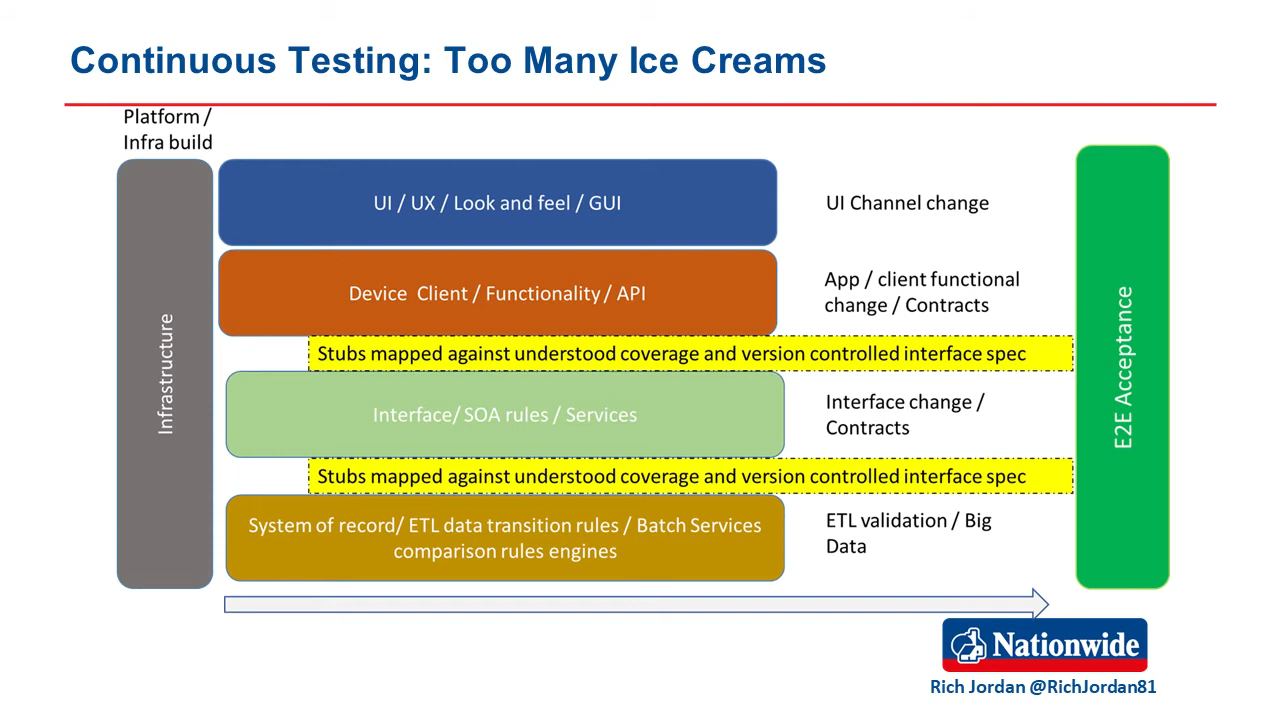 Continuous Testing: Too Many Ice Creams
Platform /
Infra build
Infrastructure
UI / UX / Look and feel / GUI
UI Channel change
Device Client / Functionality / API
App / client functional
change / Contracts
Stubs mapped against understood coverage and version controlled interface spec
Interface/ SOA rules / Services
Interface change /
Contracts
Stubs mapped against understood coverage and version controlled interface spec
System of record/ ETL data transition rules / Batch Services
comparison rules engines
ETL validation / Big
Data
E2E Acceptance
Nationwide
Rich Jordan @RichJordan81